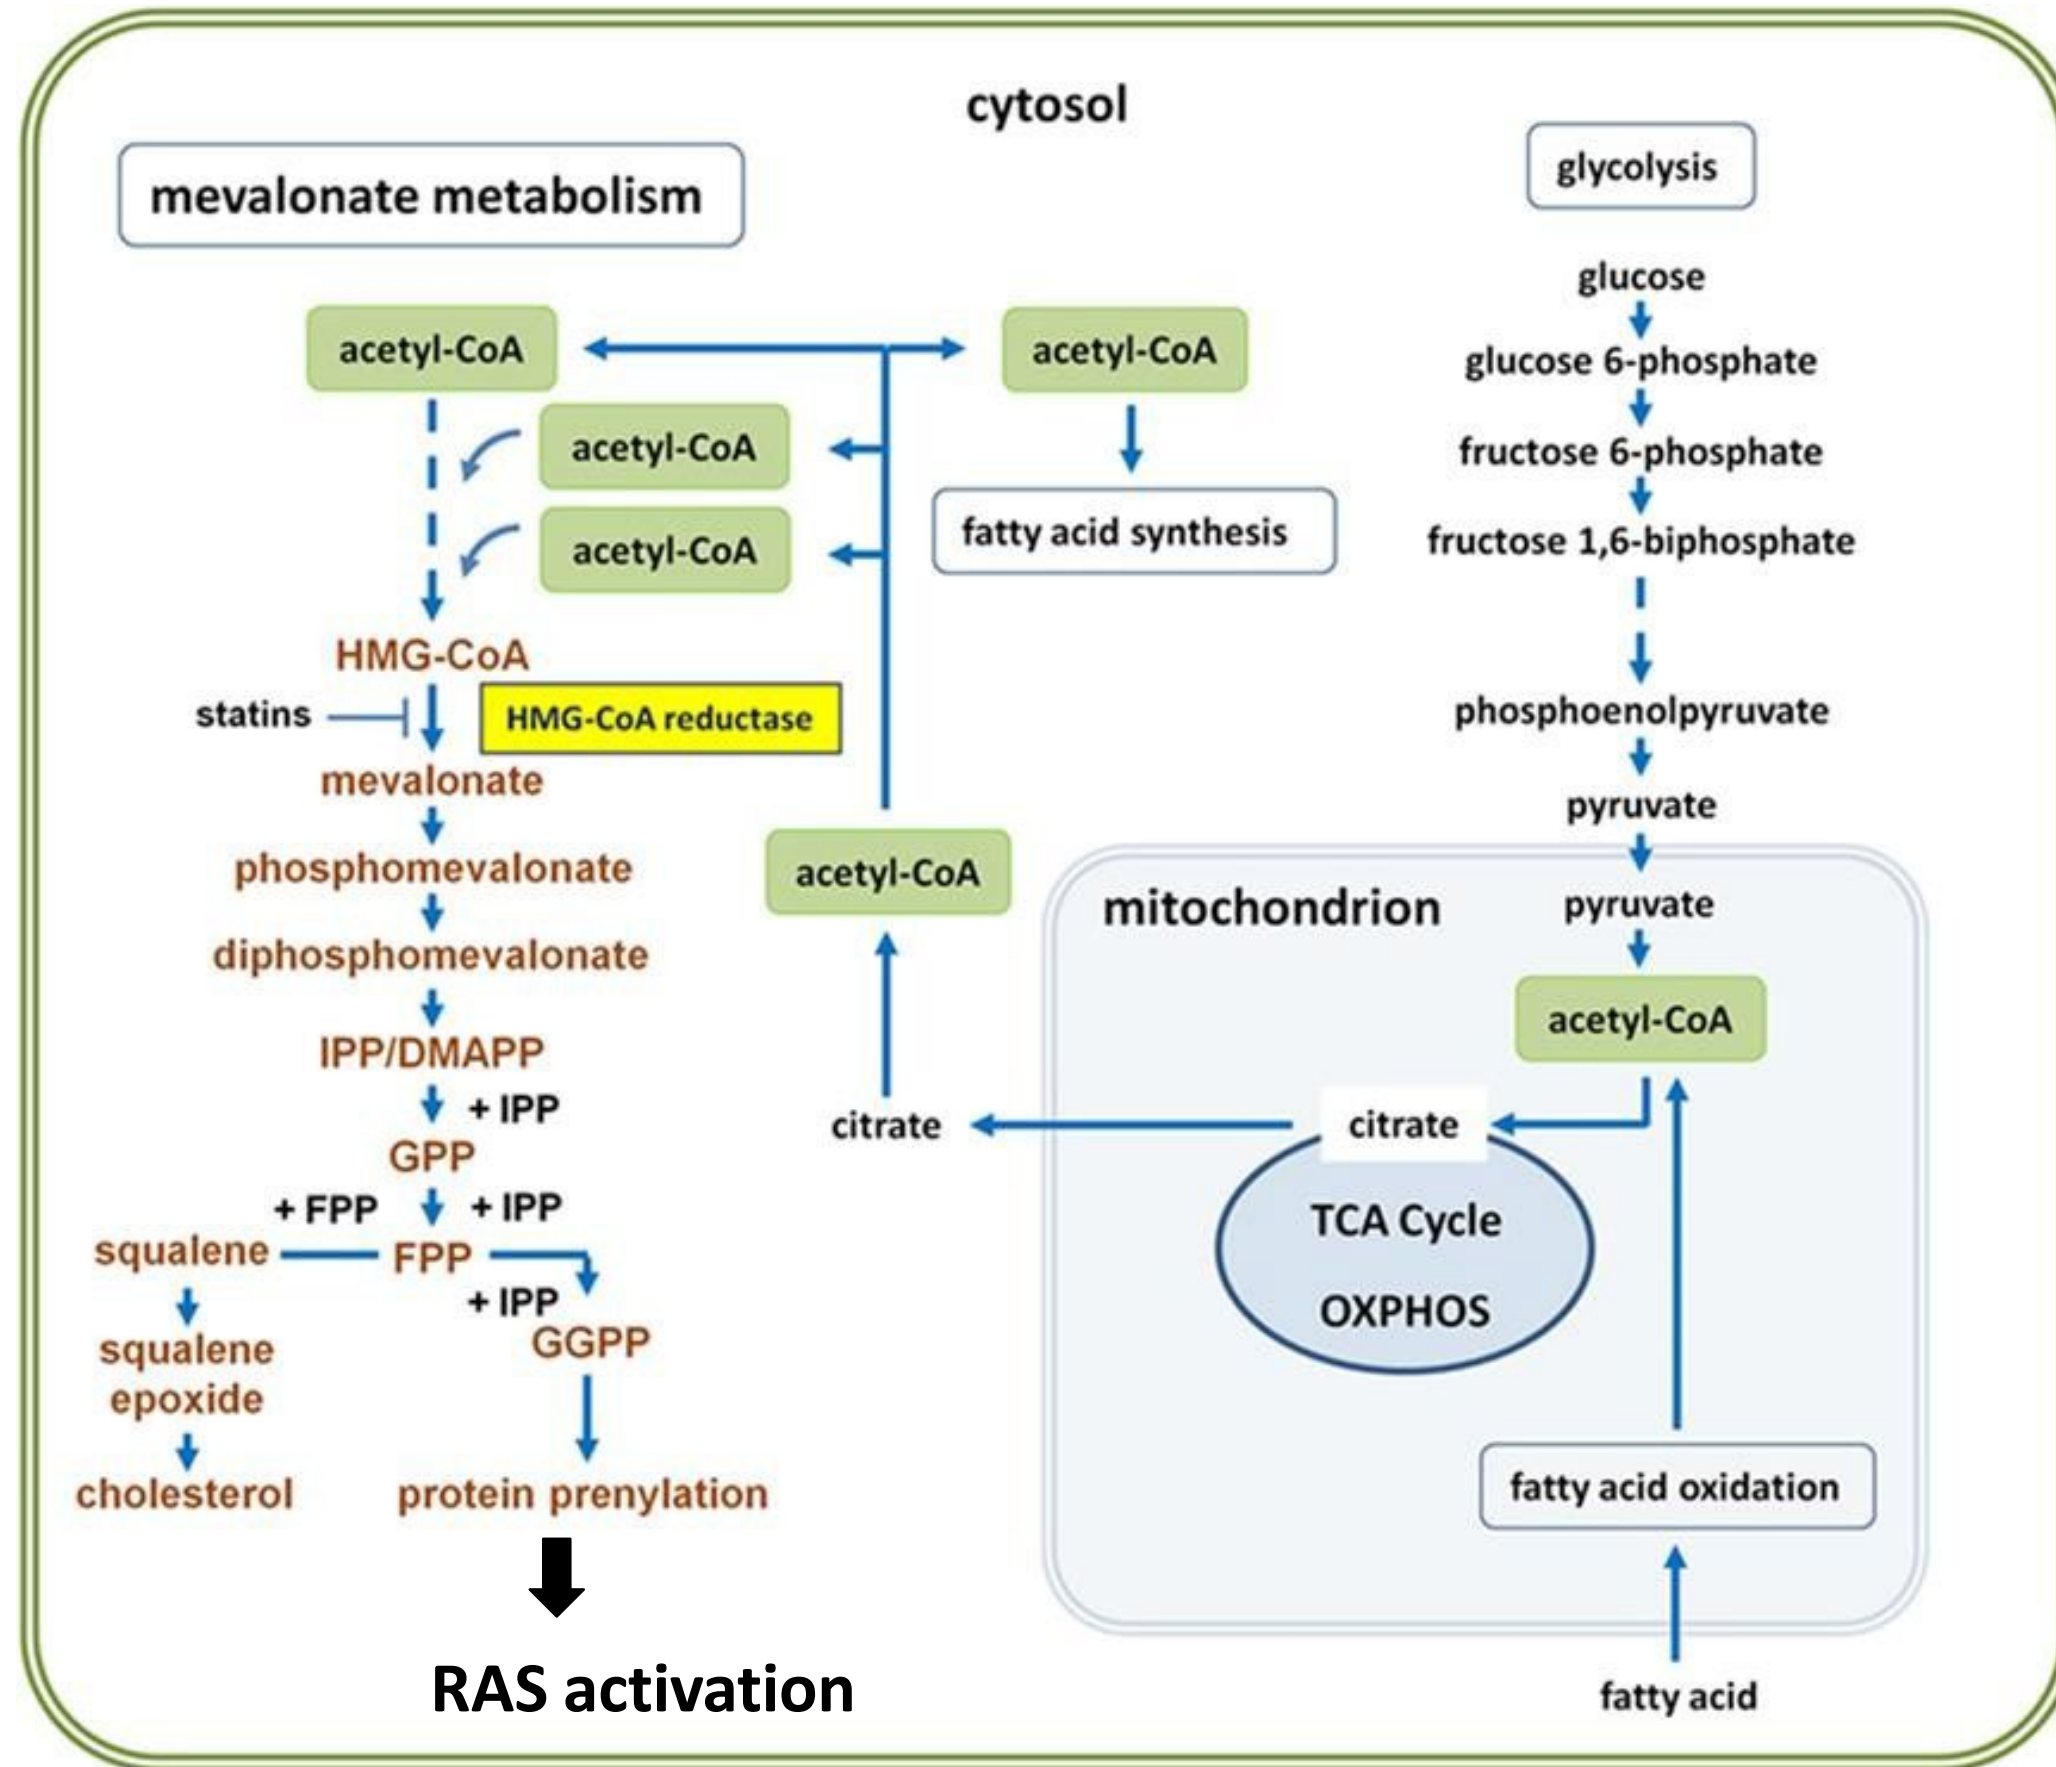 cytosol
mevalonate metabolism
acetyl-CoA
acetyl-CoA
acetyl-CoA
HMG-CoA
statins
HMG-CoA reductase
mevalonate
phosphomevalonate
diphosphomevalonate
IPP/DMAPP
+ IPP
GPP
+ FPP
+ IPP
squalene
FPP
+ IPP
GGPP
squalene
epoxide
cholesterol
protein prenylation
RAS activation
acetyl-CoA
fatty acid synthesis
acetyl-CoA
citrate
glycolysis
glucose
glucose 6-phosphate
fructose 6-phosphate
fructose 1,6-biphosphate
phosphoenolpyruvate
pyruvate
mitochondrion
pyruvate
acetyl-CoA
citrate
TCA Cycle
OXPHOS
fatty acid oxidation
fatty acid